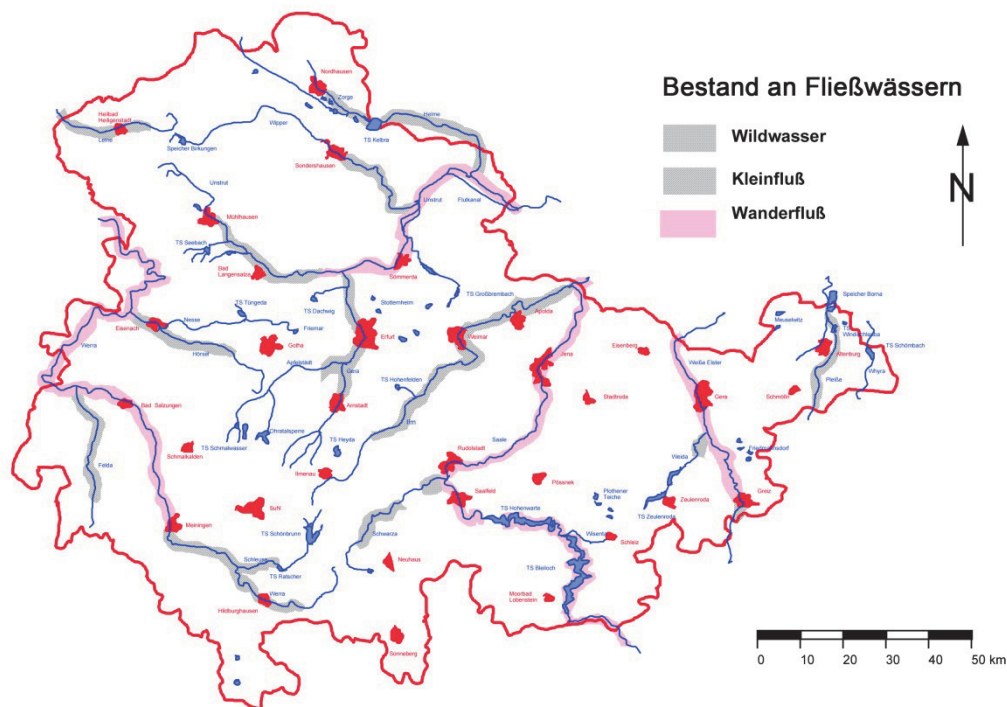 Bestand an Fließwässern
Wildwasser
Kleinfluß
Wanderfluß
N
0 10 20 30 40 50 km
Nordhausen
Zorge
Helme
TS Kelbra
Heilbad
Heiligenstadt
Leine
Speicher Birkungen
Wipper
Sondershausen
Unstrut
Unstrut
Flutkanal
Mühlhausen
TS Seebach
Bad
Langensalza
Sömmerda
TS Großbrembach
Stotternheim
TS Tüngeda
TS Dachwig
Nesse
Friemar
Eisenach
Hörsel
Gotha
Apfelstädt
Erfurt
Gera
Weimar
Apolda
Werra
Jena
Eisenberg
Weiße Elster
Meuselwitz
Speicher Borna
TS
TS Schömbach
Altenburg
Whyra
Pleiße
Schmölln
Gera
Stadtroda
TS Hohenfelden
Ilm
Arnstadt
Bad Salzungen
Ohratalsperre
TS Schmalwasser
TS Heyda
Schmalkalden
Ilmenau
Felda
Suhl
Rudolstadt
Saale
Saalfeld
Pössneck
Weida
Zeulenroda
TS Zeulenroda
Greiz
Plothener
Teiche
TS Hohenwarte
Wisenta
Schleiz
TS Bleiloch
Moorbad
Lobenstein
Meiningen
TS Schönbrunn
Schleuse
TS Ratscher
Werra
Hildburghausen
Schwarza
Neuhaus
Sonneberg